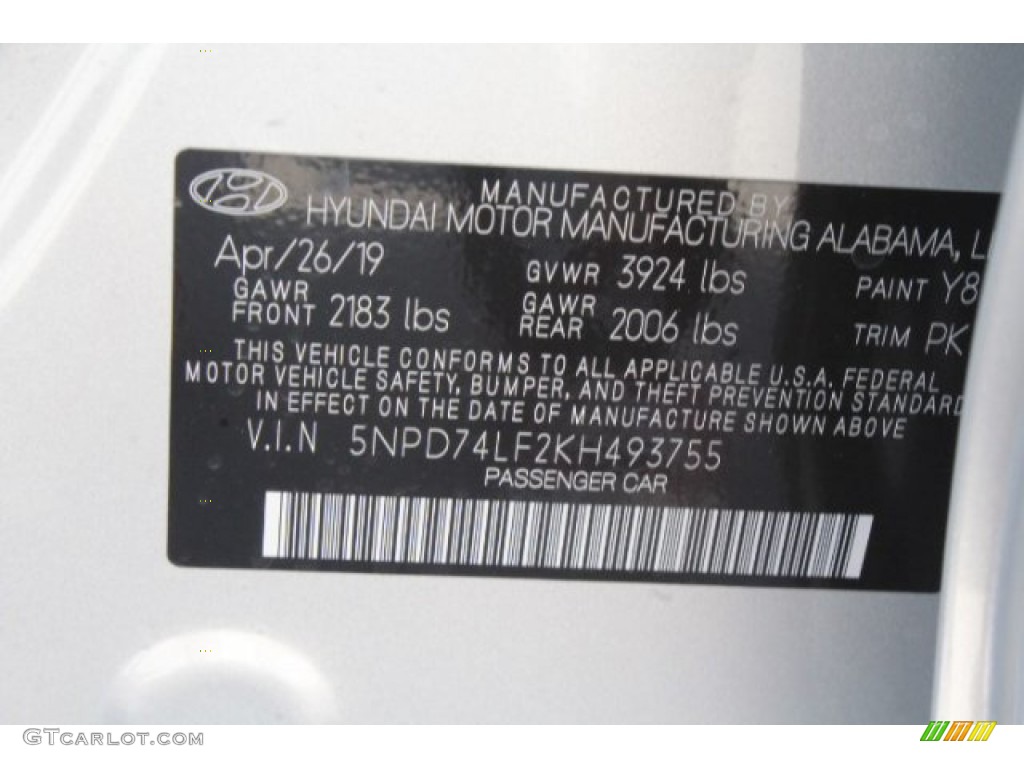 MANUFACTURED BY
HYUNDAI MOTOR MANUFACTURING ALABAMA, L
Apr/26/19 GVWR 3924 lbs PAINT Y8
GAWR FRONT 2183 lbs GAWR REAR 2006 lbs TRIM PK
THIS VEHICLE CONFORMS TO ALL APPLICABLE U.S.A. FEDERAL
MOTOR VEHICLE SAFETY, BUMPER, AND THEFT PREVENTION STANDARD
IN EFFECT ON THE DATE OF MANUFACTURE SHOWN ABOVE
V.I.N 5NPD74LF2KH493755
PASSENGER CAR
GTCARLOT.COM